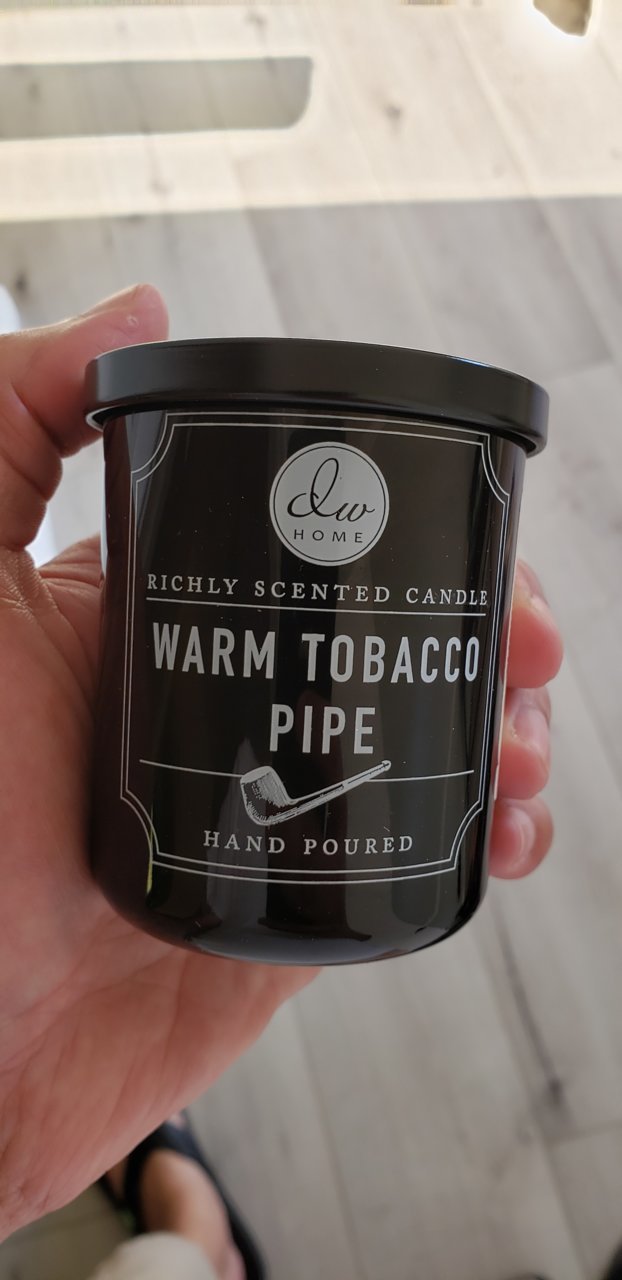 dw
HOME
RICHLY SCENTED CANDLE
WARM TOBACCO
PIPE
HAND POURED